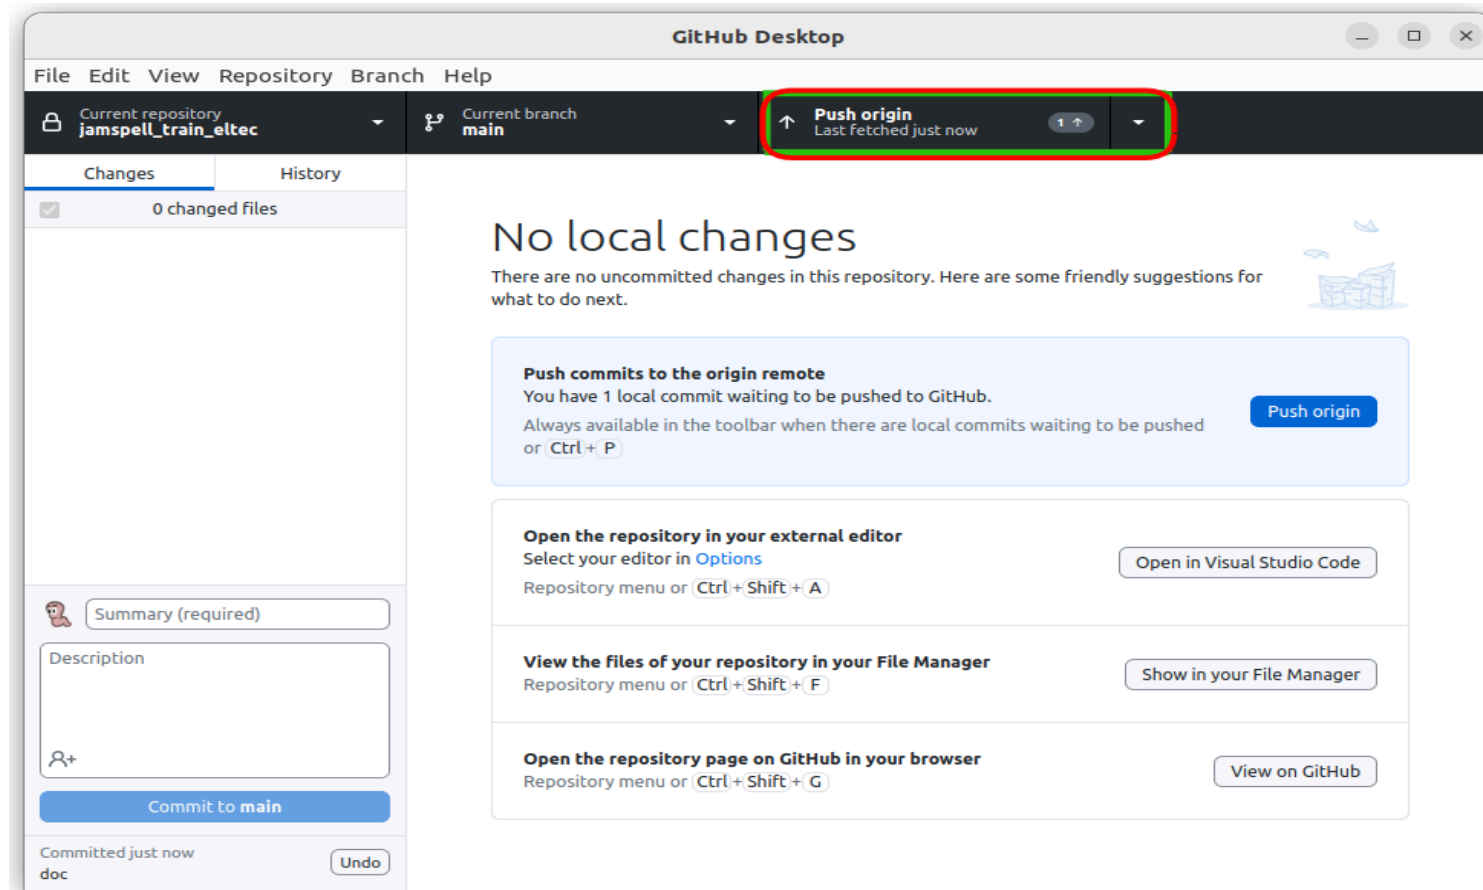 GitHub Desktop
File Edit View Repository Branch Help
Current repository
jamspell_train_eltec
Current branch
main
Push origin
Last fetched just now
1 ↑
Changes History
0 changed files
No local changes
There are no uncommitted changes in this repository. Here are some friendly suggestions for
what to do next.
Push commits to the origin remote
You have 1 local commit waiting to be pushed to GitHub.
Always available in the toolbar when there are local commits waiting to be pushed
or Ctrl + P
Push origin
Open the repository in your external editor
Select your editor in Options
Repository menu or Ctrl + Shift + A
Open in Visual Studio Code
View the files of your repository in your File Manager
Repository menu or Ctrl + Shift + F
Show in your File Manager
Open the repository page on GitHub in your browser
Repository menu or Ctrl + Shift + G
View on GitHub
Summary (required)
Description
Commit to main
Committed just now
doc
Undo